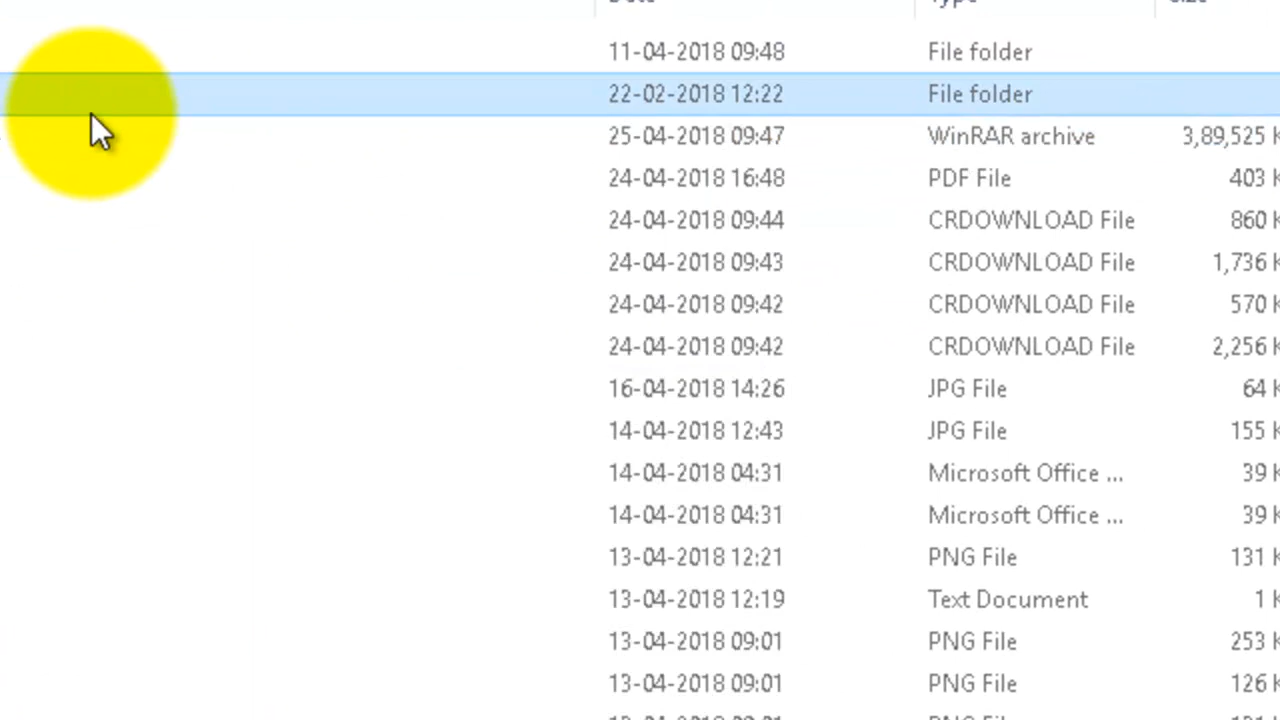 Date Type Size
11-04-2018 09:48 File folder
22-02-2018 12:22 File folder
25-04-2018 09:47 WinRAR archive 3,89,525 K
24-04-2018 16:48 PDF File 403 K
24-04-2018 09:44 CRDOWNLOAD File 860 K
24-04-2018 09:43 CRDOWNLOAD File 1,736 K
24-04-2018 09:42 CRDOWNLOAD File 570 K
24-04-2018 09:42 CRDOWNLOAD File 2,256 K
16-04-2018 14:26 JPG File 64 K
14-04-2018 12:43 JPG File 155 K
14-04-2018 04:31 Microsoft Office ... 39 K
14-04-2018 04:31 Microsoft Office ... 39 K
13-04-2018 12:21 PNG File 131 K
13-04-2018 12:19 Text Document 1 K
13-04-2018 09:01 PNG File 253 K
13-04-2018 09:01 PNG File 126 K